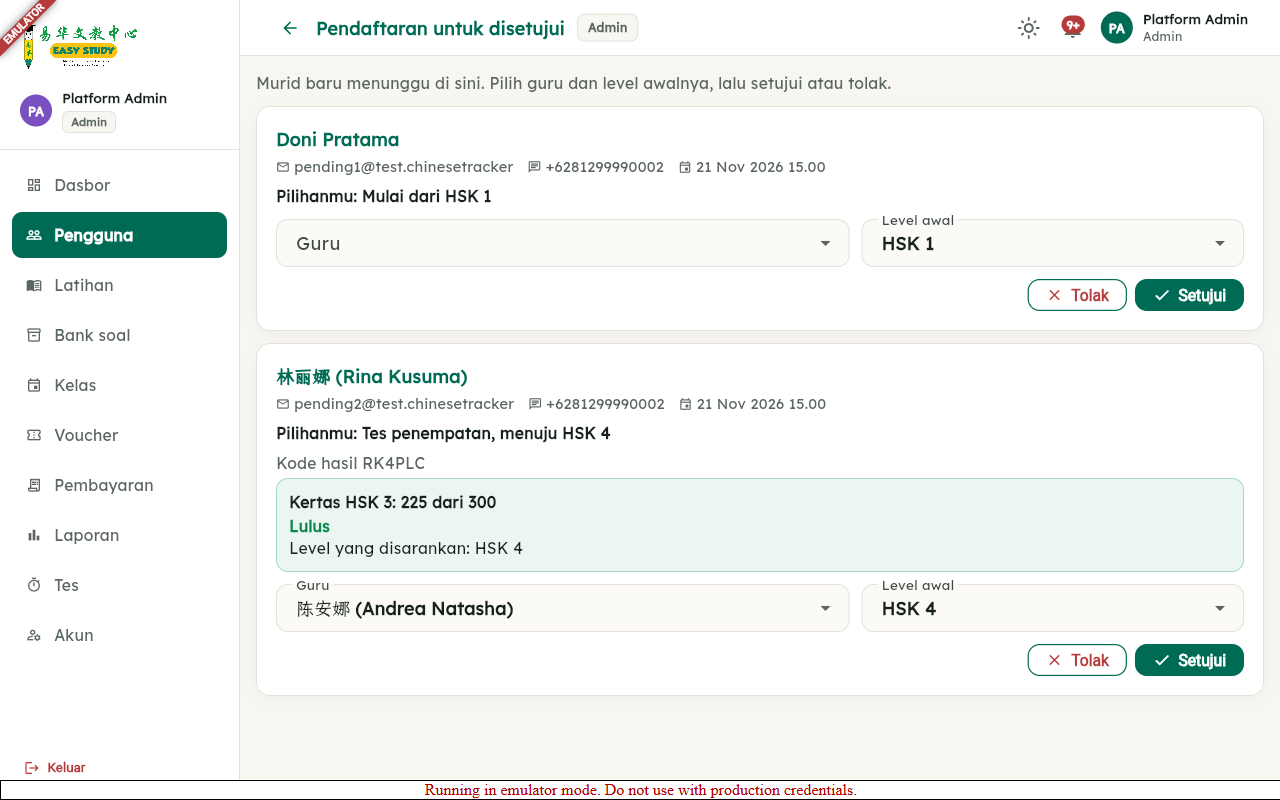 EMULATOR
易华文教中心
EASY STUDY
Platform Admin
Admin
PA
Dasbor
Pengguna
Latihan
Bank soal
Kelas
Voucher
Pembayaran
Laporan
Tes
Akun
Keluar
Pendaftaran untuk disetujui
Admin
9+
PA
Platform Admin
Admin
Murid baru menunggu di sini. Pilih guru dan level awalnya, lalu setujui atau tolak.
Doni Pratama
pending1@test.chinesetracker +6281299990002 21 Nov 2026 15.00
Pilihanmu: Mulai dari HSK 1
Guru
Level awal
HSK 1
Tolak
Setujui
林丽娜 (Rina Kusuma)
pending2@test.chinesetracker +6281299990002 21 Nov 2026 15.00
Pilihanmu: Tes penempatan, menuju HSK 4
Kode hasil RK4PLC
Kertas HSK 3: 225 dari 300
Lulus
Level yang disarankan: HSK 4
Guru
陈安娜 (Andrea Natasha)
Level awal
HSK 4
Tolak
Setujui
Running in emulator mode. Do not use with production credentials.